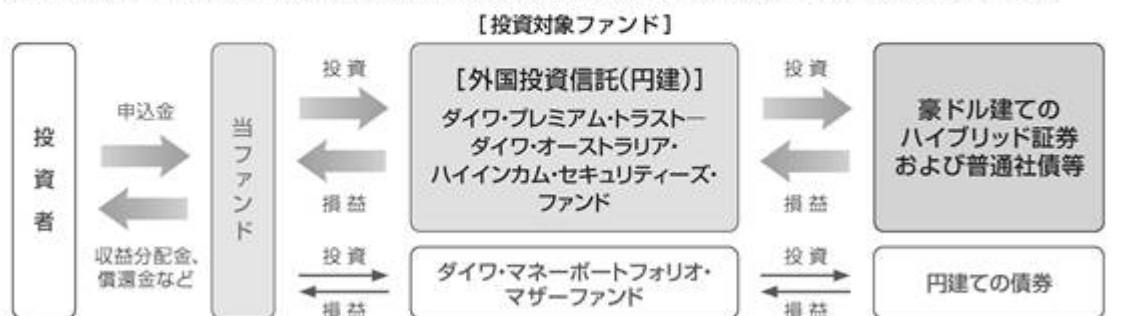 [投資対象ファンド]
投資者
申込金
収益分配金、
償還金など
当ファンド
投資
損益
[外国投資信託(円建)]
ダイワ・プレミアム・トラスト―
ダイワ・オーストラリア・
ハイインカム・セキュリティーズ・
ファンド
投資
損益
豪ドル建ての
ハイブリッド証券
および普通社債等
投資
損益
ダイワ・マネーポートフォリオ・
マザーファンド
投資
損益
円建ての債券